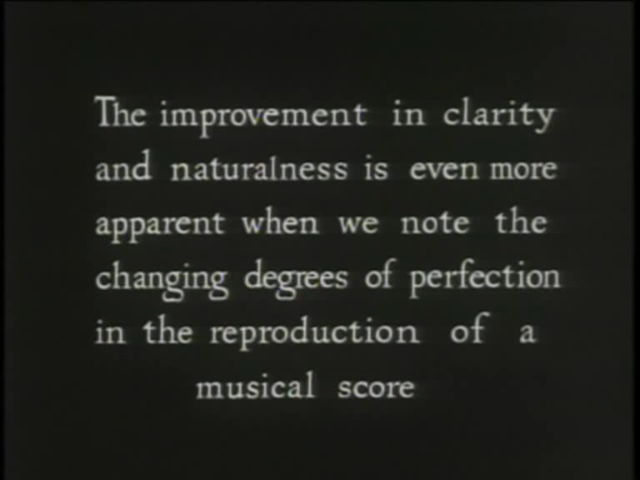 The improvement in clarity
and naturalness is even more
apparent when we note the
changing degrees of perfection
in the reproduction of a
musical score